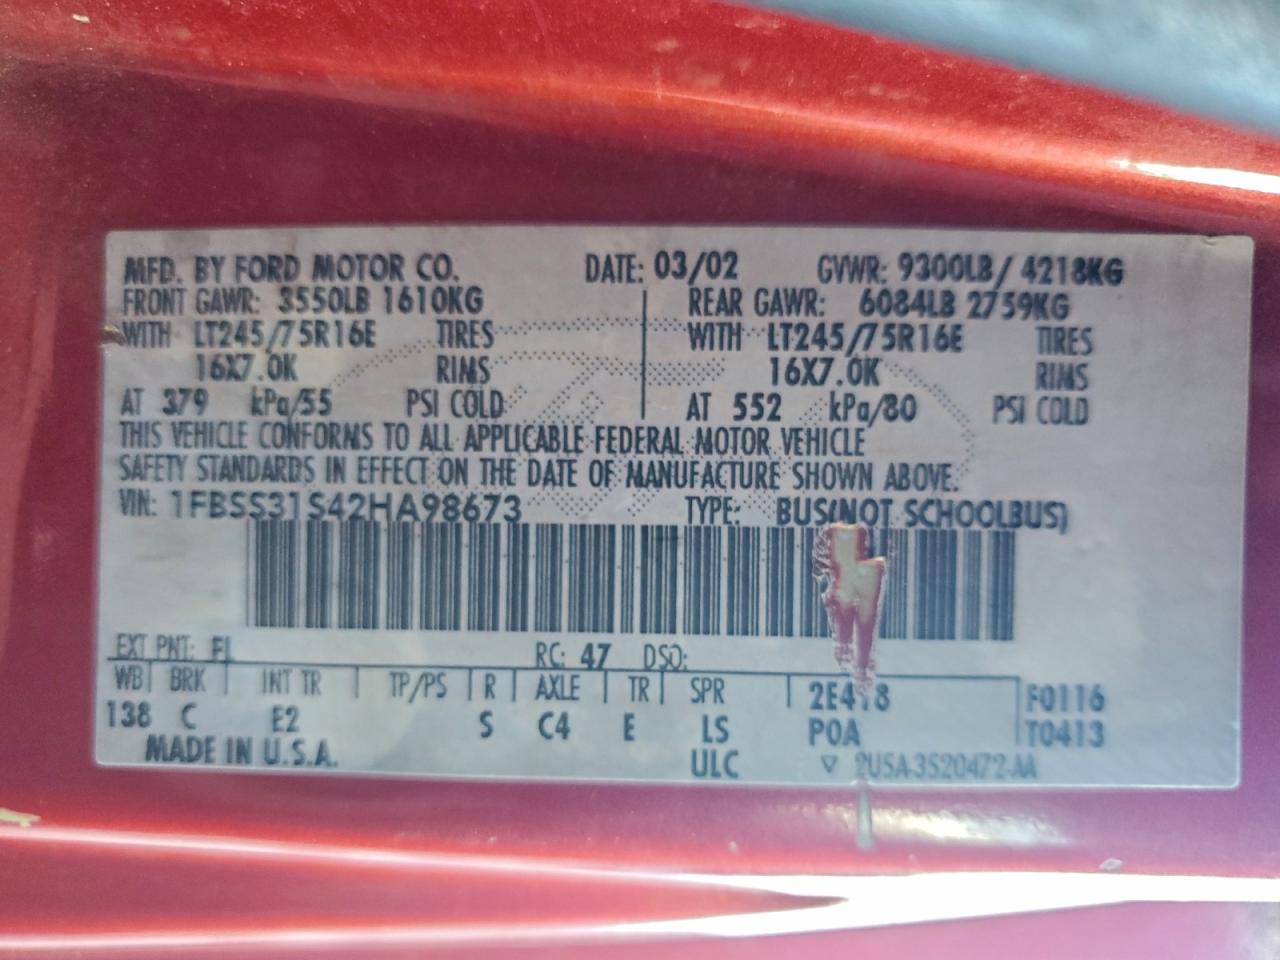 MFD. BY FORD MOTOR CO. DATE: 03/02 GVWR: 9300LB / 4218KG
FRONT GAWR: 3550LB 1610KG REAR GAWR: 6084LB 2759KG
WITH LT245/75R16E TIRES WITH LT245/75R16E TIRES
16X7.0K RIMS 16X7.0K RIMS
AT 379 kPa/55 PSI COLD AT 552 kPa/80 PSI COLD
THIS VEHICLE CONFORMS TO ALL APPLICABLE FEDERAL MOTOR VEHICLE
SAFETY STANDARDS IN EFFECT ON THE DATE OF MANUFACTURE SHOWN ABOVE.
VIN: 1FBSS31S42HA98673 TYPE: BUS(NOT SCHOOLBUS)
EXT PNT: FL RC: 47 DSO:
WB BRK INT TR TP/PS R AXLE TR SPR 2E418 F0116
138 C E2 S C4 E LS POA T0413
MADE IN U.S.A. ULC ▽ 2U5A-3520472-AA